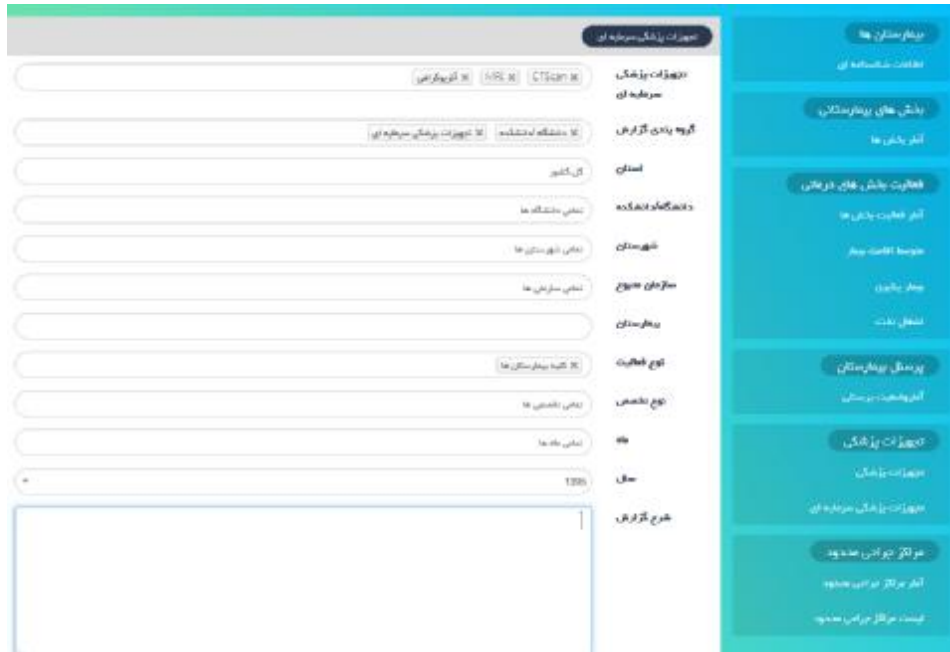 بیمارستان ها
اطلاعات شناسنامه ای
بخش های بیمارستانی
آمار بخش ها
فعالیت بخش های درمانی
آمار فعالیت بخش ها
متوسط اقامت بیمار
بیمار بستری
اشغال تخت
پرسنل بیمارستان
آمار وضعیت پرسنلی
تجهیزات پزشکی
تجهیزات پزشکی
تجهیزات پزشکی سرمایه ای
مراکز جراحی محدود
آمار مراکز جراحی محدود
لیست مراکز جراحی محدود
تجهیزات پزشکی سرمایه ای
تجهیزات پزشکی سرمایه ای × CTScan × MRI × آنژیوگرافی
گروه بندی گزارش × دانشگاه/دانشکده × تجهیزات پزشکی سرمایه ای
استان کل کشور
دانشگاه/دانشکده تمامی دانشگاه ها
شهرستان تمامی شهرستان ها
سازمان متبوع تمامی سازمان ها
بیمارستان
نوع فعالیت × کلیه بیمارستان ها
نوع تخصص تمامی تخصص ها
ماه تمامی ماه ها
سال 1395
شرح گزارش